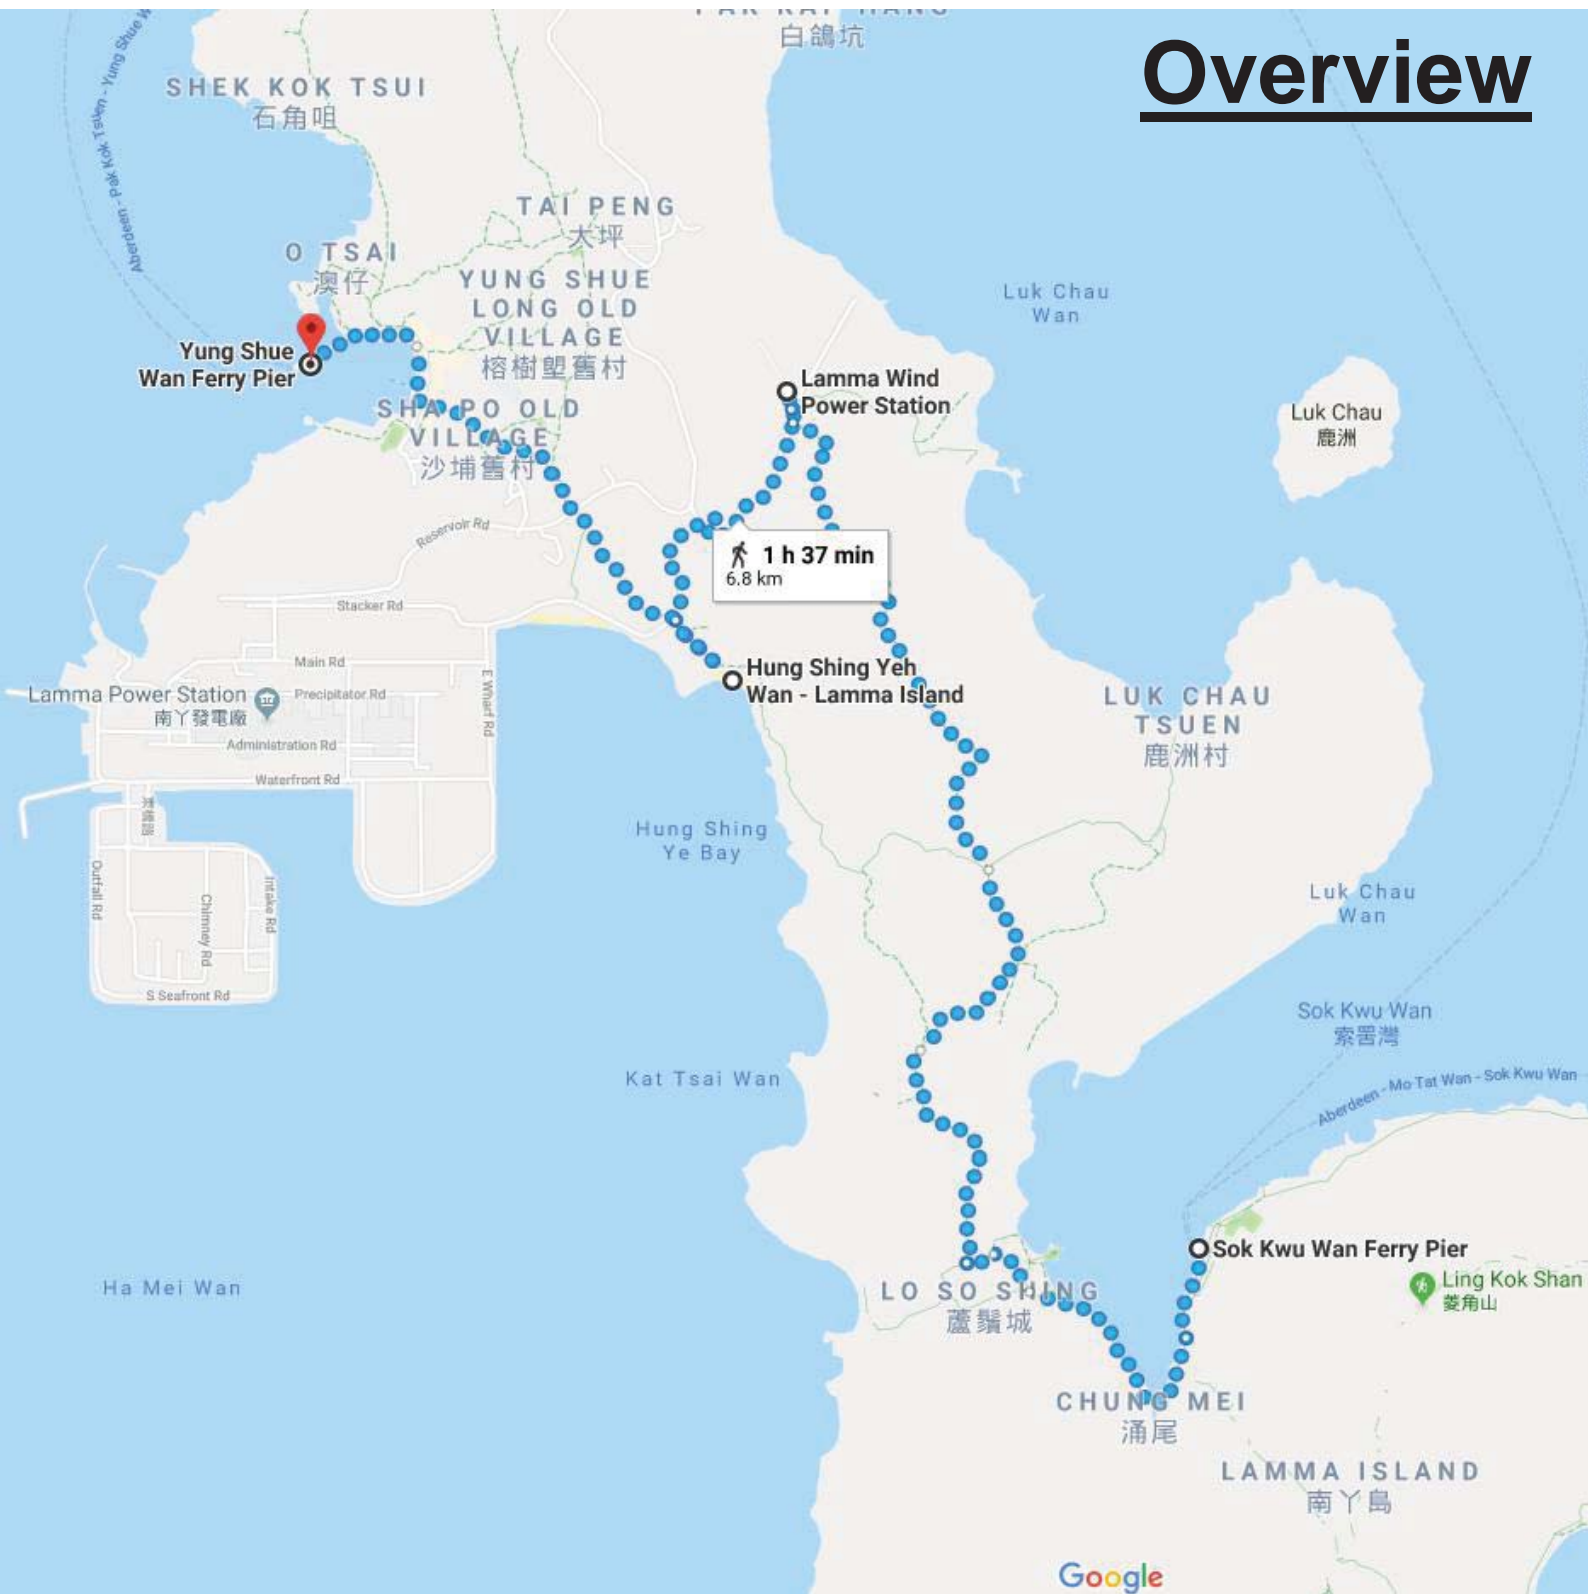 白鴿坑
Overview
SHEK KOK TSUI
石角咀
Aberdeen - Pak Kok Tsuen - Yung Shue W
TAI PENG
大坪
O TSAI
澳仔
YUNG SHUE
LONG OLD
VILLAGE
榕樹塱舊村
Luk Chau
Wan
Yung Shue
Wan Ferry Pier
Lamma Wind
Power Station
SHA PO OLD
VILLAGE
沙埔舊村
Luk Chau
鹿洲
Reservoir Rd
1 h 37 min
6.8 km
Stacker Rd
Main Rd
E Wharf Rd
Hung Shing Yeh
Wan - Lamma Island
Lamma Power Station
南丫發電廠
Precipitator Rd
LUK CHAU
TSUEN
鹿洲村
Administration Rd
Waterfront Rd
Hung Shing
Ye Bay
Outfall Rd
Chimney Rd
Intake Rd
Luk Chau
Wan
S Seafront Rd
Sok Kwu Wan
索罟灣
Kat Tsai Wan
Aberdeen - Mo Tat Wan - Sok Kwu Wan
Sok Kwu Wan Ferry Pier
Ha Mei Wan
LO SO SHING
蘆鬚城
Ling Kok Shan
菱角山
CHUNG MEI
涌尾
LAMMA ISLAND
南丫島
Google